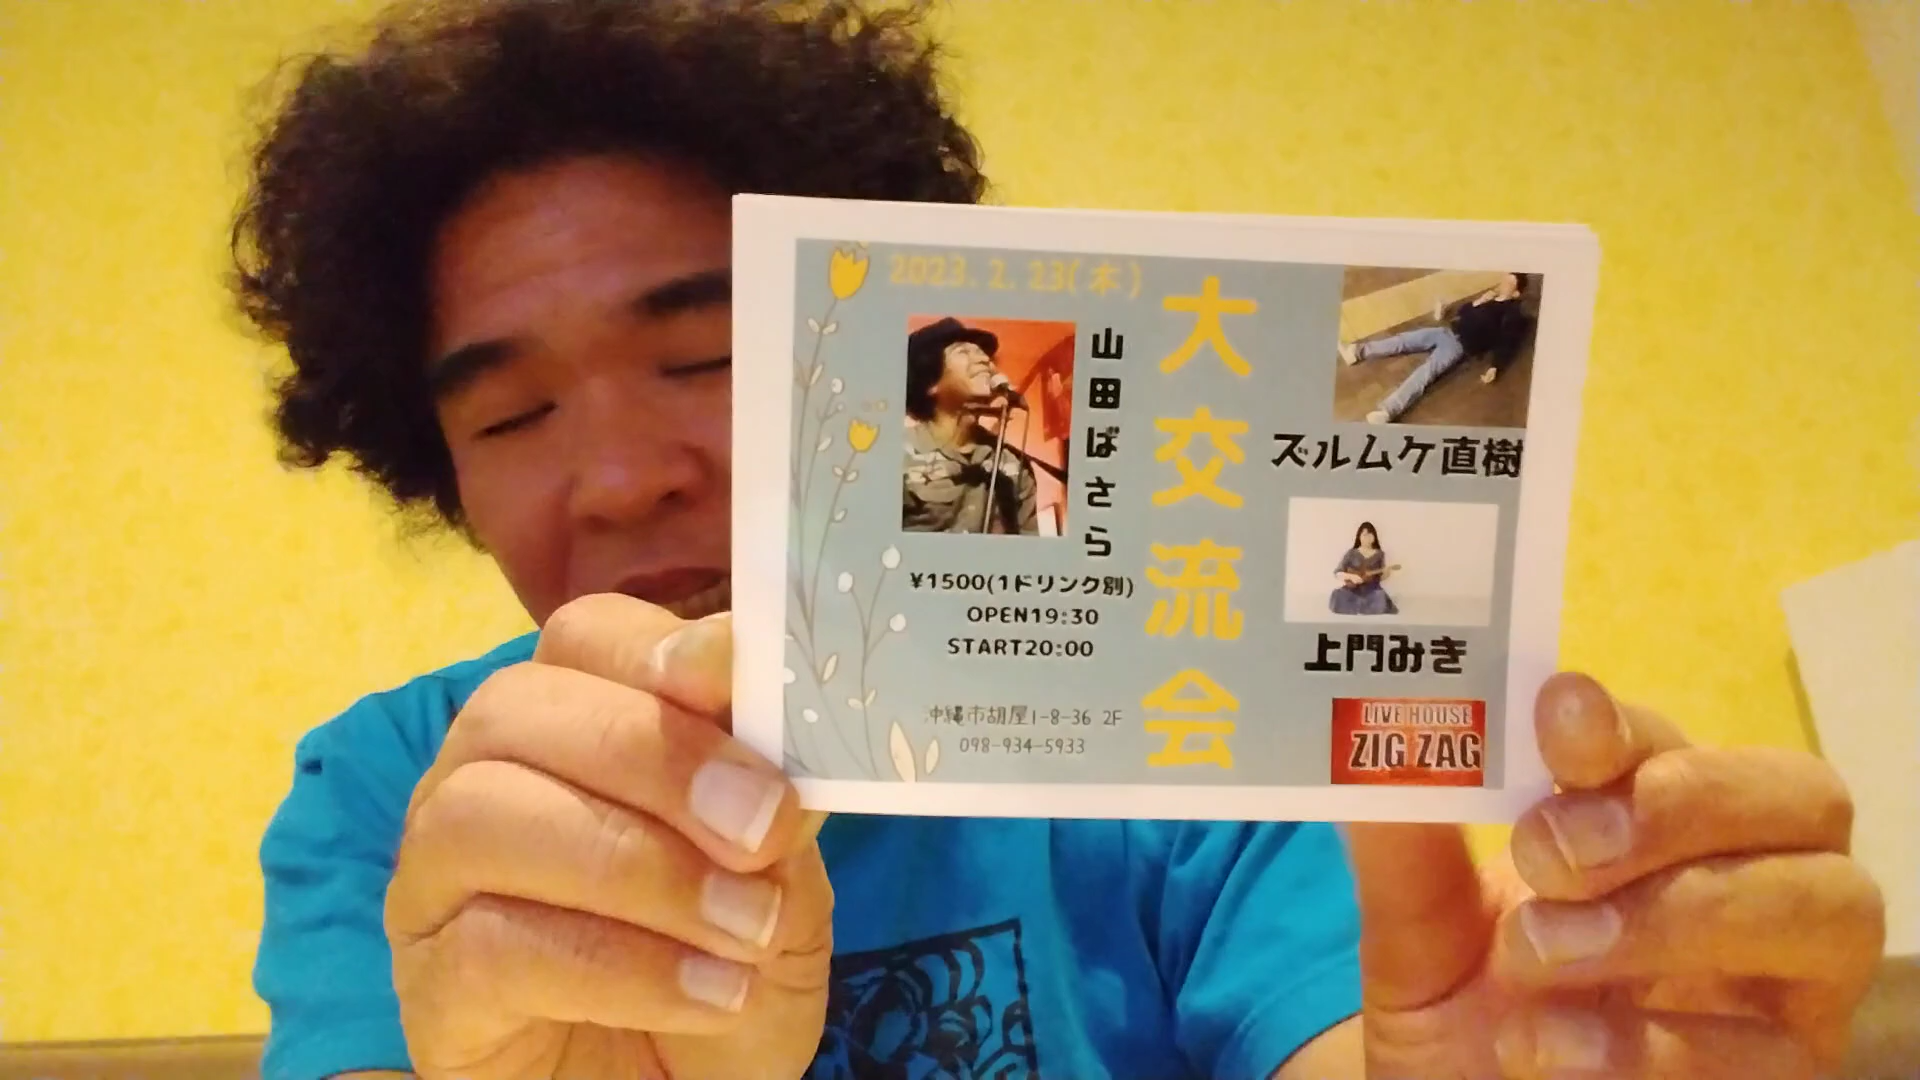 2023.2.23(木)
大交流会
山田ばさら
¥1500(1ドリンク別)
OPEN19:30
START20:00
沖縄市胡屋1-8-36 2F
098-934-5933
ズルムケ直樹
上門みき
LIVE HOUSE
ZIG ZAG